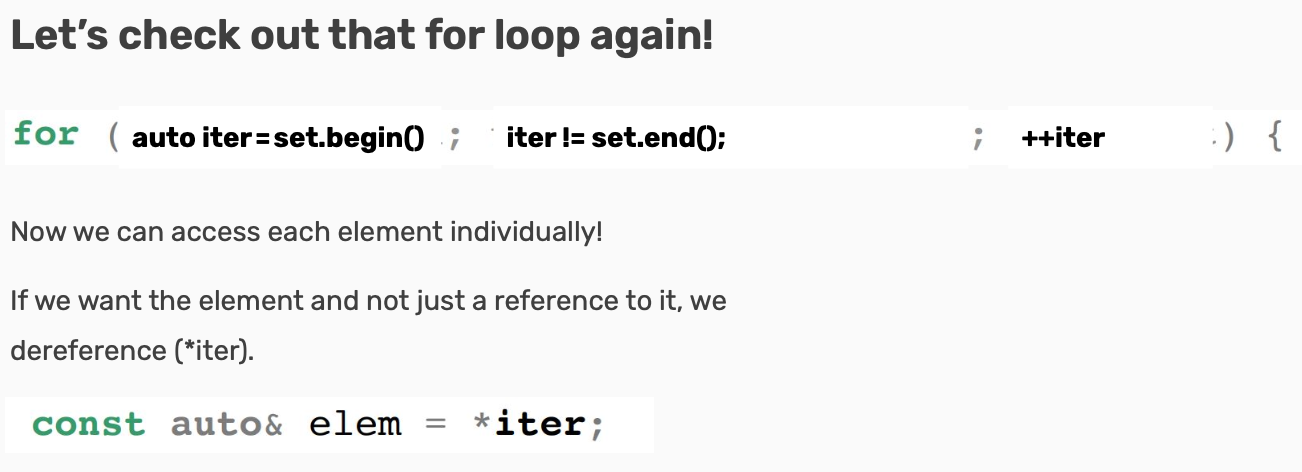 Let's check out that for loop again!
for ( auto iter=set.begin() ; iter != set.end(); ; ++iter ) {
Now we can access each element individually!
If we want the element and not just a reference to it, we
dereference (*iter).
const auto& elem = *iter;